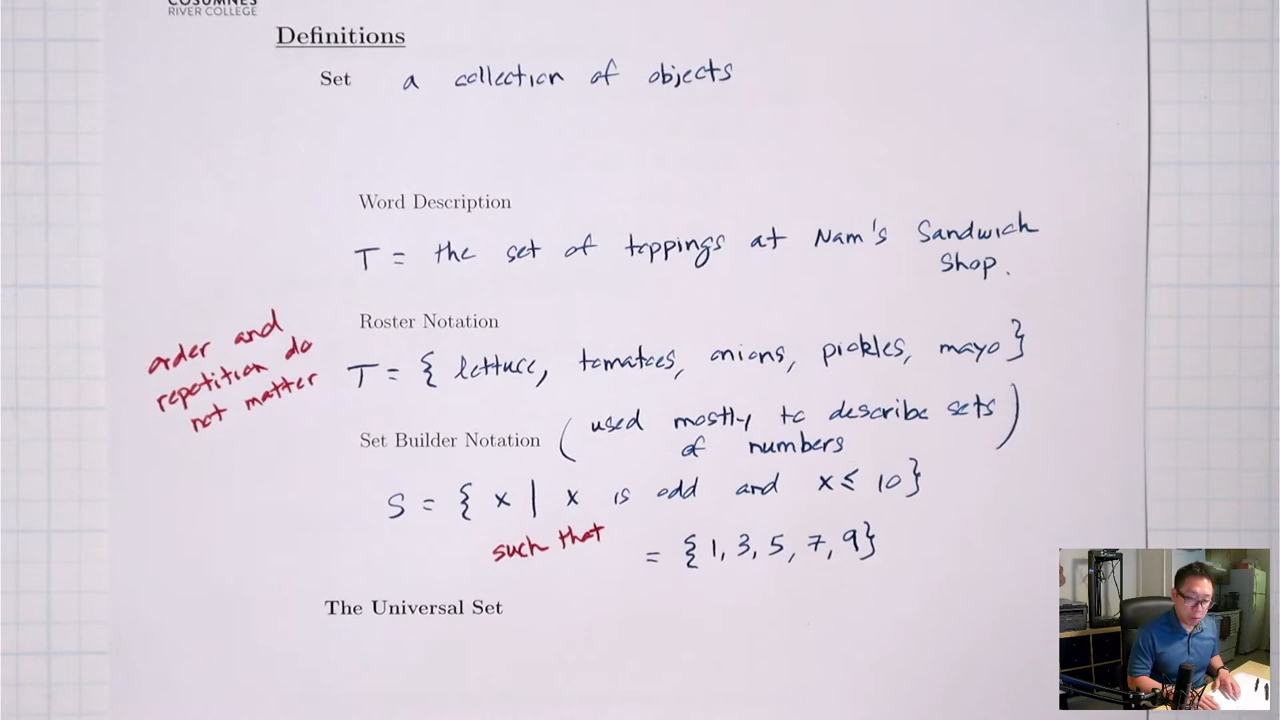 COSUMNES
RIVER COLLEGE
Definitions
Set a collection of objects
Word Description
T = the set of toppings at Nam's Sandwich
Shop.
Roster Notation
order and
repetition do
not matter
T = { lettuce, tomatoes, onions, pickles, mayo }
Set Builder Notation ( used mostly to describe sets
of numbers )
S = { x | x is odd and x ≤ 10 }
such that
= { 1, 3, 5, 7, 9 }
The Universal Set